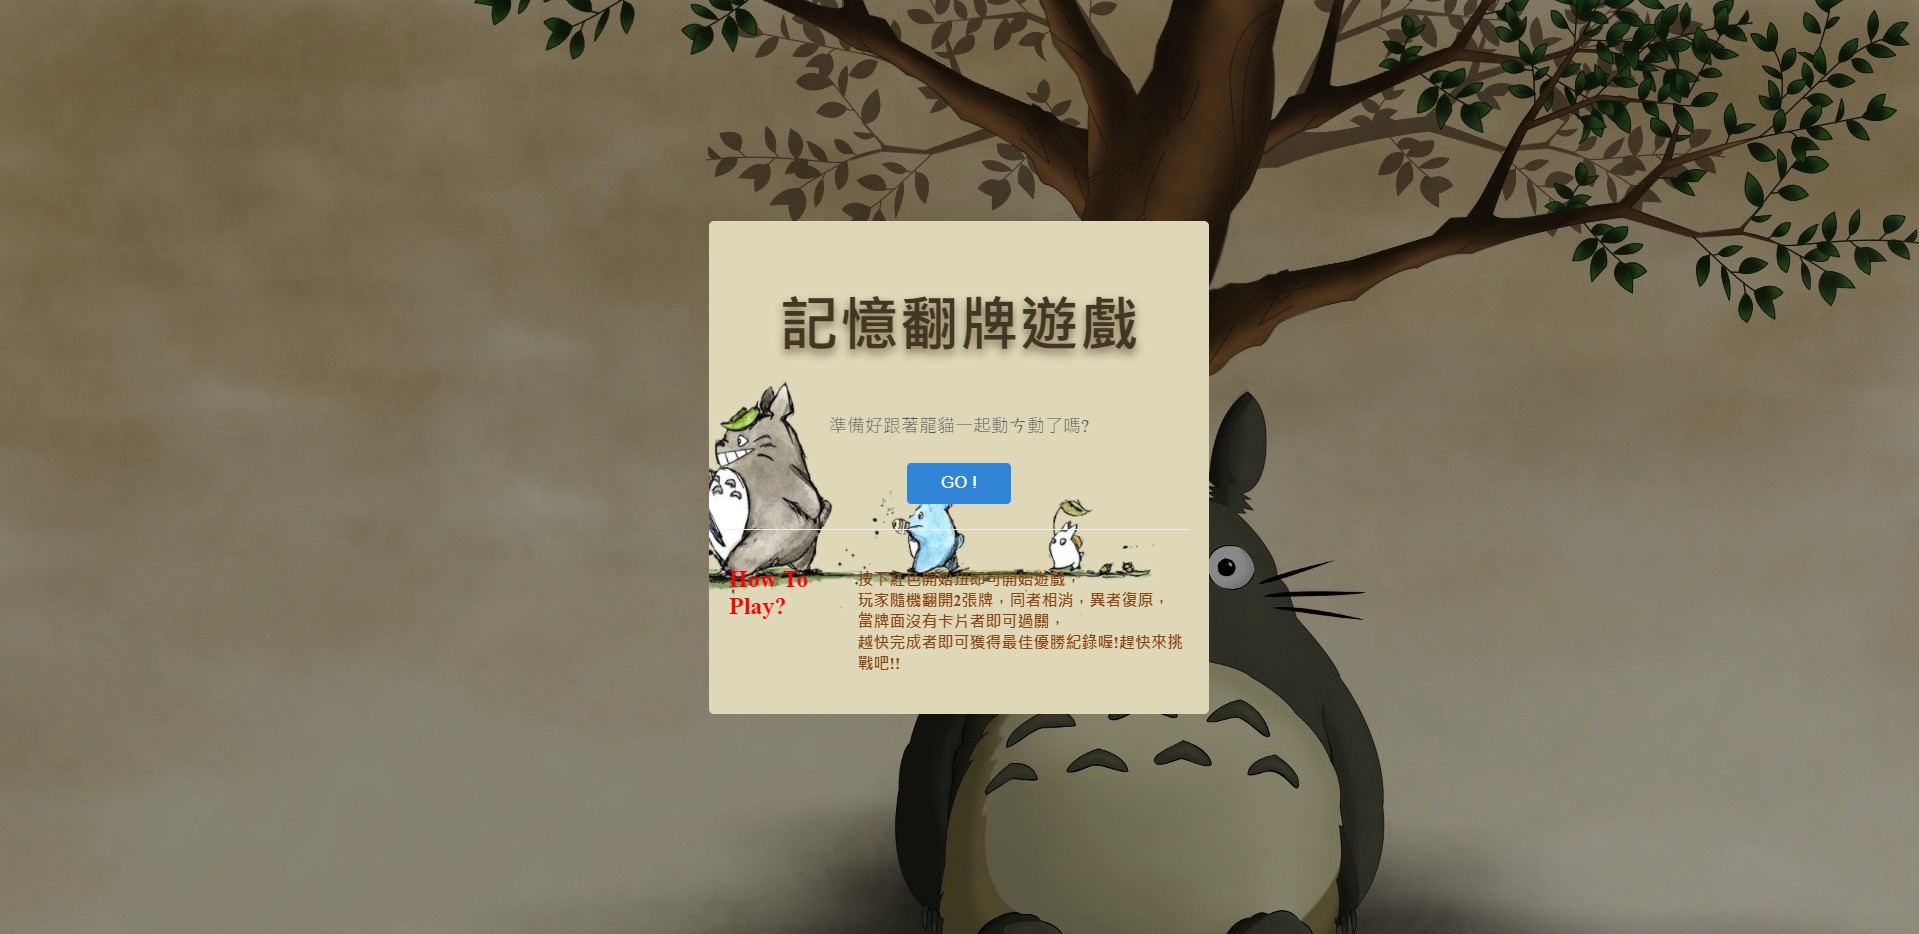 記憶翻牌遊戲
準備好跟著龍貓一起動ㄘ動了嗎?
GO !
How To
Play?
按下紅色開始扭即可開始遊戲，
玩家隨機翻開2張牌，同者相消，異者復原，
當牌面沒有卡片者即可過關，
越快完成者即可獲得最佳優勝紀錄喔!趕快來挑
戰吧!!